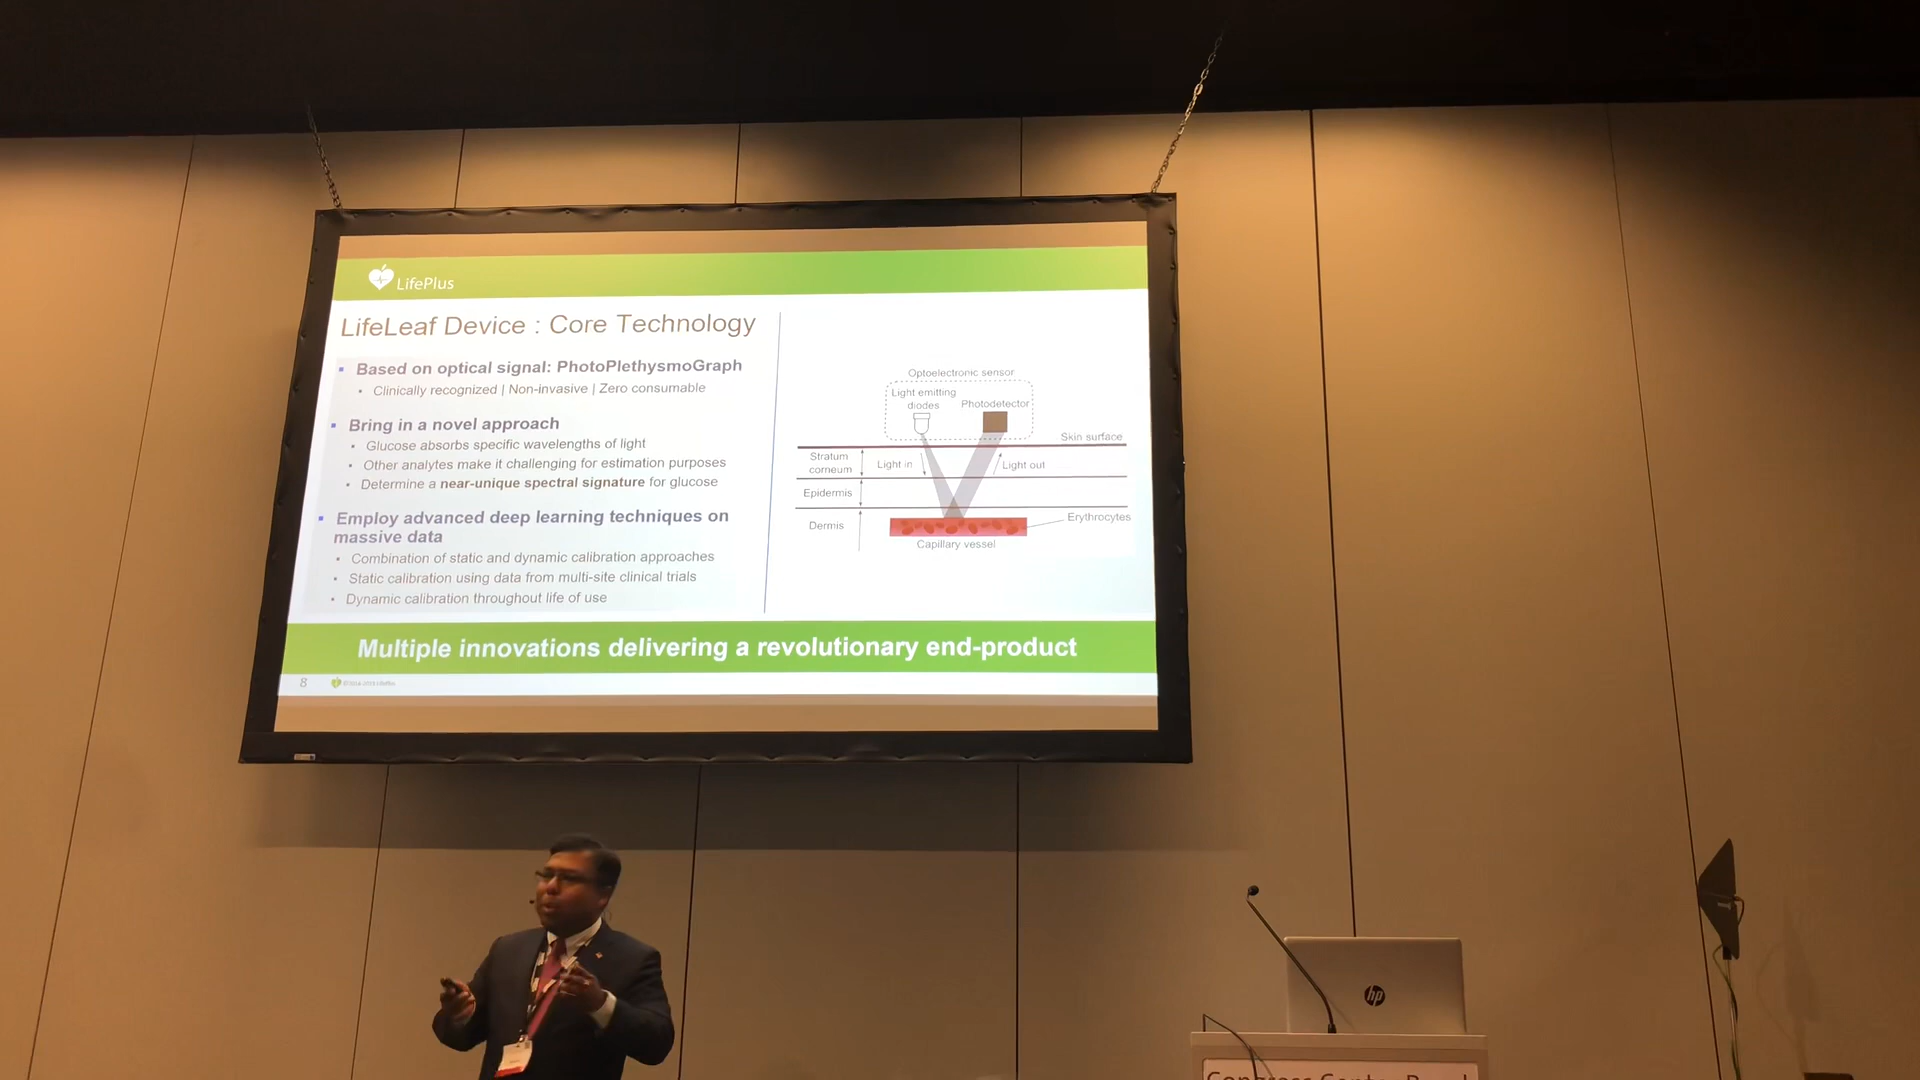 LifePlus
LifeLeaf Device : Core Technology
Based on optical signal: PhotoPlethysmoGraph
Clinically recognized | Non-invasive | Zero consumable
Bring in a novel approach
Glucose absorbs specific wavelengths of light
Other analytes make it challenging for estimation purposes
Determine a near-unique spectral signature for glucose
Employ advanced deep learning techniques on
massive data
Combination of static and dynamic calibration approaches
Static calibration using data from multi-site clinical trials
Dynamic calibration throughout life of use
Optoelectronic sensor
Light emitting
diodes
Photodetector
Skin surface
Stratum
corneum
Light in
Light out
Epidermis
Dermis
Erythrocytes
Capillary vessel
Multiple innovations delivering a revolutionary end-product
8
hp
Congress Center